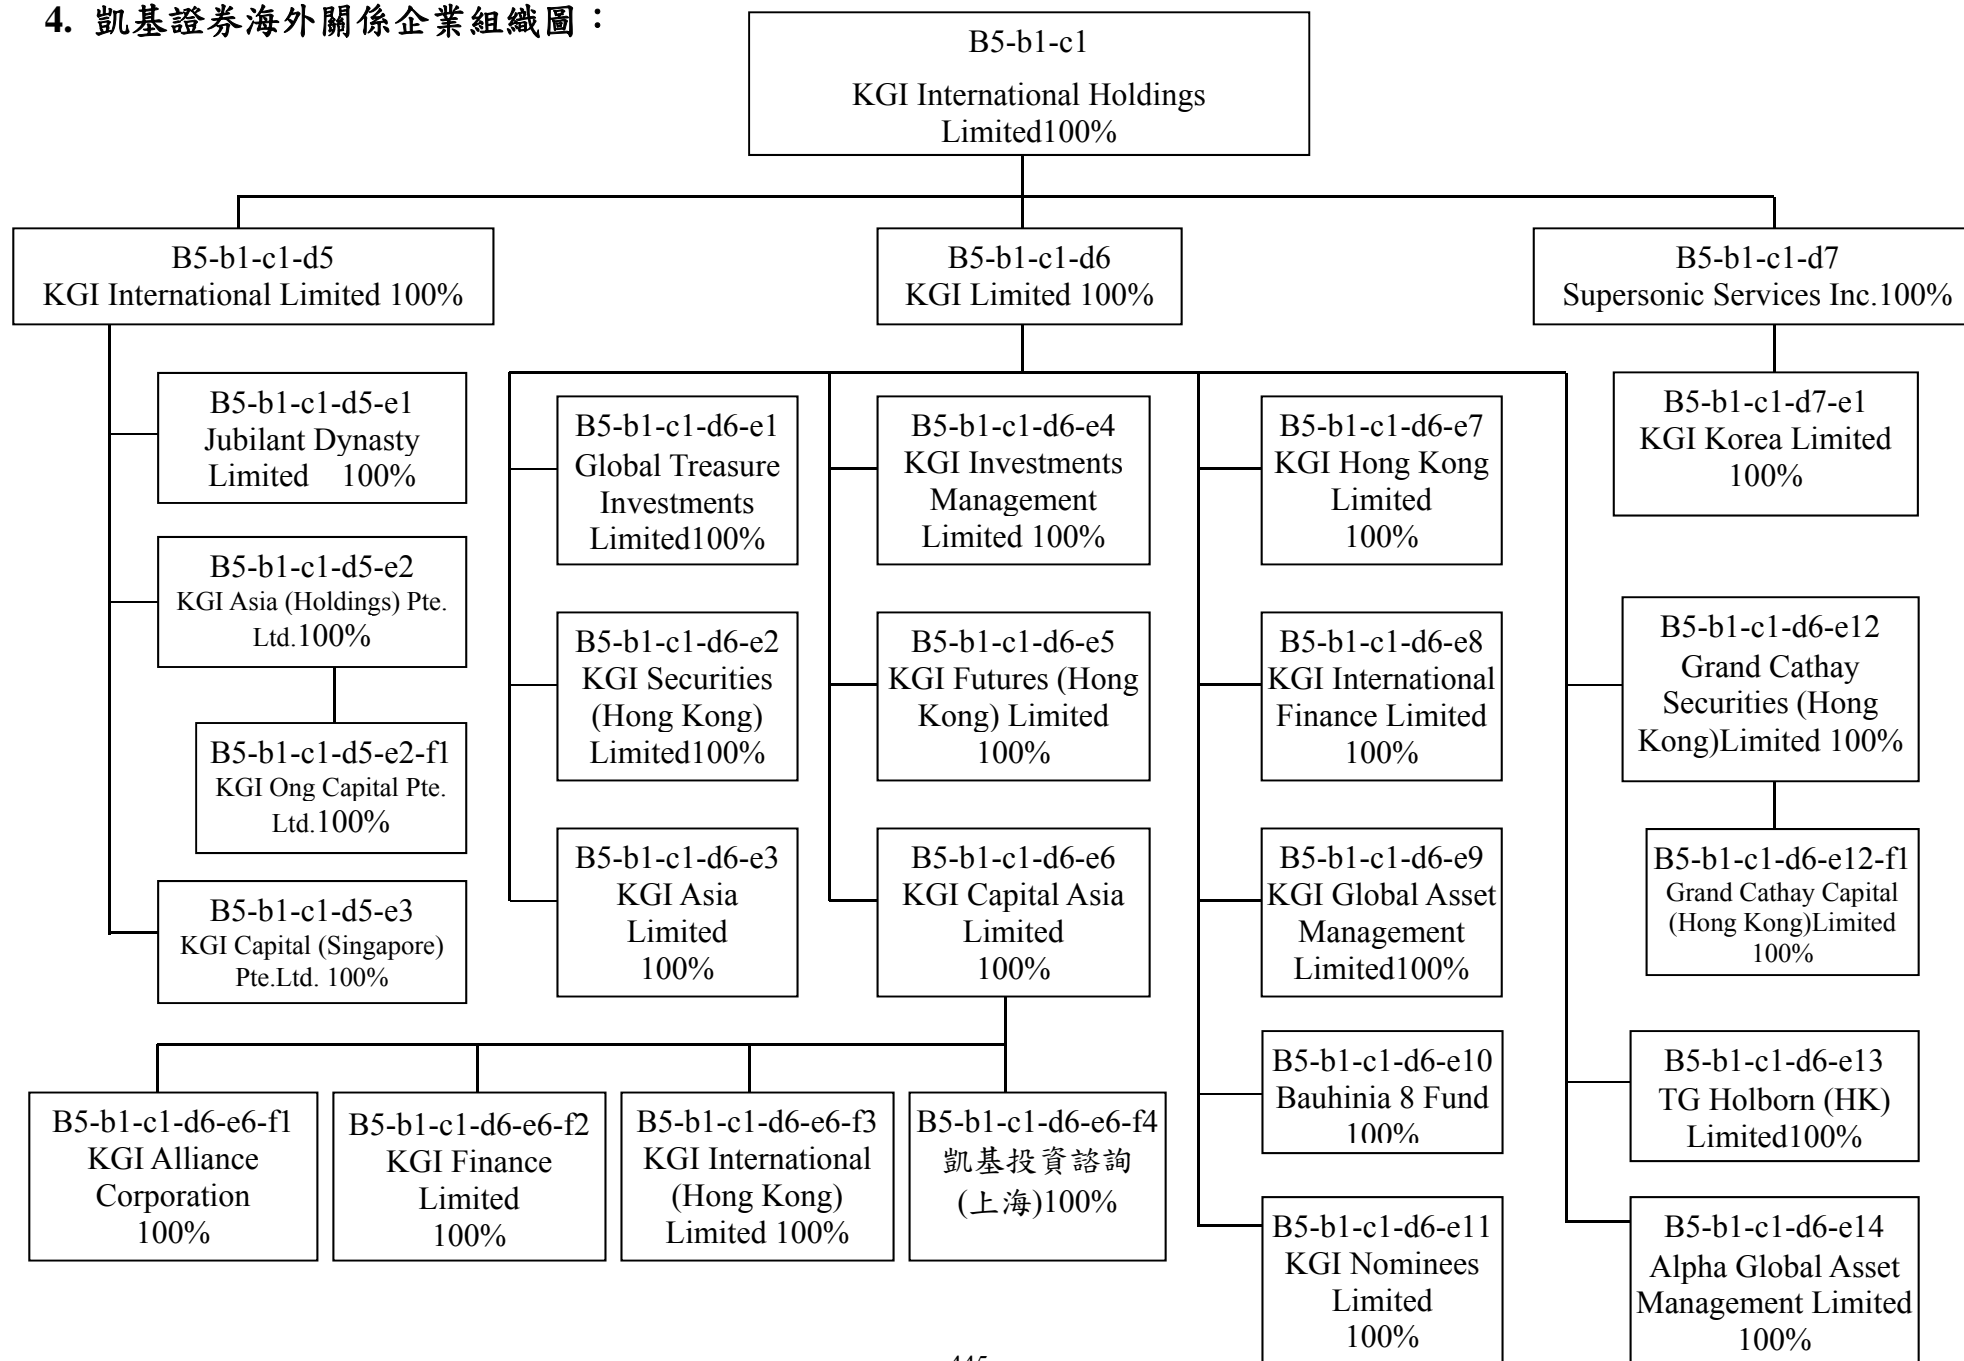 4. 凱基證券海外關係企業組織圖：
B5-b1-c1
KGI International Holdings
Limited100%
B5-b1-c1-d5
KGI International Limited 100%
B5-b1-c1-d6
KGI Limited 100%
B5-b1-c1-d7
Supersonic Services Inc.100%
B5-b1-c1-d5-e1
Jubilant Dynasty
Limited 100%
B5-b1-c1-d5-e2
KGI Asia (Holdings) Pte.
Ltd.100%
B5-b1-c1-d5-e2-f1
KGI Ong Capital Pte.
Ltd.100%
B5-b1-c1-d5-e3
KGI Capital (Singapore)
Pte.Ltd. 100%
B5-b1-c1-d6-e1
Global Treasure
Investments
Limited100%
B5-b1-c1-d6-e2
KGI Securities
(Hong Kong)
Limited100%
B5-b1-c1-d6-e3
KGI Asia
Limited
100%
B5-b1-c1-d6-e4
KGI Investments
Management
Limited 100%
B5-b1-c1-d6-e5
KGI Futures (Hong
Kong) Limited
100%
B5-b1-c1-d6-e6
KGI Capital Asia
Limited
100%
B5-b1-c1-d6-e6-f1
KGI Alliance
Corporation
100%
B5-b1-c1-d6-e6-f2
KGI Finance
Limited
100%
B5-b1-c1-d6-e6-f3
KGI International
(Hong Kong)
Limited 100%
B5-b1-c1-d6-e6-f4
凱基投資諮詢
(上海)100%
B5-b1-c1-d6-e7
KGI Hong Kong
Limited
100%
B5-b1-c1-d6-e8
KGI International
Finance Limited
100%
B5-b1-c1-d6-e9
KGI Global Asset
Management
Limited100%
B5-b1-c1-d6-e10
Bauhinia 8 Fund
100%
B5-b1-c1-d6-e11
KGI Nominees
Limited
100%
B5-b1-c1-d7-e1
KGI Korea Limited
100%
B5-b1-c1-d6-e12
Grand Cathay
Securities (Hong
Kong)Limited 100%
B5-b1-c1-d6-e12-f1
Grand Cathay Capital
(Hong Kong)Limited
100%
B5-b1-c1-d6-e13
TG Holborn (HK)
Limited100%
B5-b1-c1-d6-e14
Alpha Global Asset
Management Limited
100%